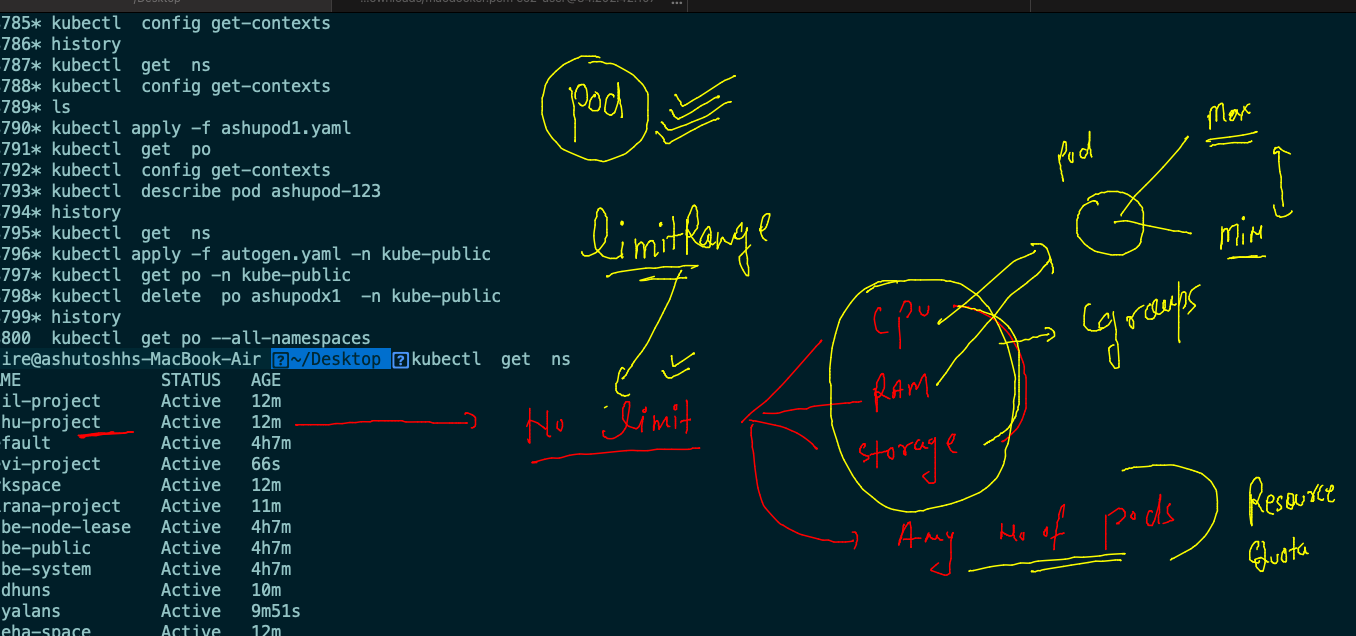 785* kubectl  config get-contexts
786* history
787* kubectl  get  ns
788* kubectl  config get-contexts
789* ls
790* kubectl apply -f ashupod1.yaml
791* kubectl  get  po
792* kubectl  config get-contexts
793* kubectl  describe pod ashupod-123
794* history
795* kubectl  get  ns
796* kubectl apply -f autogen.yaml -n kube-public
797* kubectl  get po -n kube-public
798* kubectl  delete  po ashupodx1  -n kube-public
799* history
800  kubectl  get po --all-namespaces
ire@ashutoshhs-MacBook-Air ~/Desktop kubectl  get  ns
ME STATUS AGE
il-project Active 12m
hu-project Active 12m
fault Active 4h7m
vi-project Active 66s
kspace Active 12m
rana-project Active 11m
be-node-lease Active 4h7m
be-public Active 4h7m
be-system Active 4h7m
dhuns Active 10m
yalans Active 9m51s
eha-space Active 12m
pod
limitRange
No limit
CPU
RAM
Storage
Any No of pods
pod
Max
Min
Cgroups
Resource
Quota